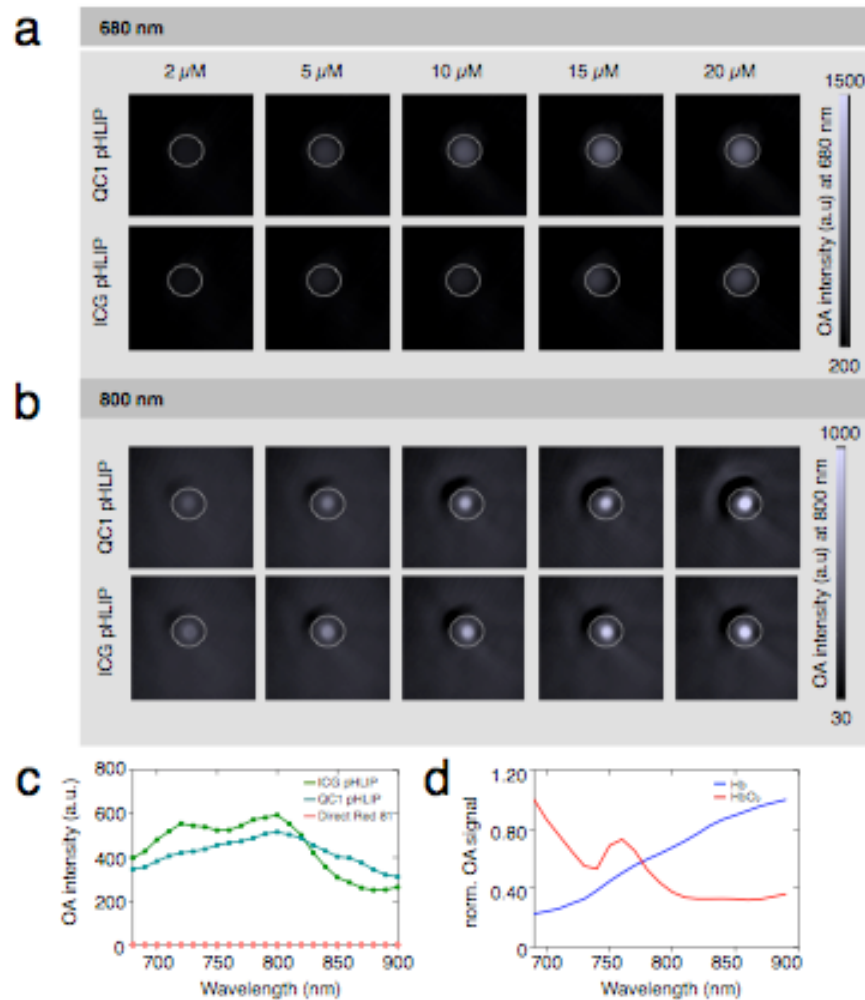 a
680 nm
2 µM 5 µM 10 µM 15 µM 20 µM
QC1 pHLIP
ICG pHLIP
1500
OA intensity (a.u) at 680 nm
200
b
800 nm
QC1 pHLIP
ICG pHLIP
1000
OA intensity (a.u) at 800 nm
30
c
OA intensity (a.u.)
800
600
400
200
0
ICG pHLIP
QC1 pHLIP
Direct Red 81
700 750 800 850 900
Wavelength (nm)
d
norm. OA signal
1.20
0.80
0.40
0
Hb
HbO₂
700 750 800 850 900
Wavelength (nm)